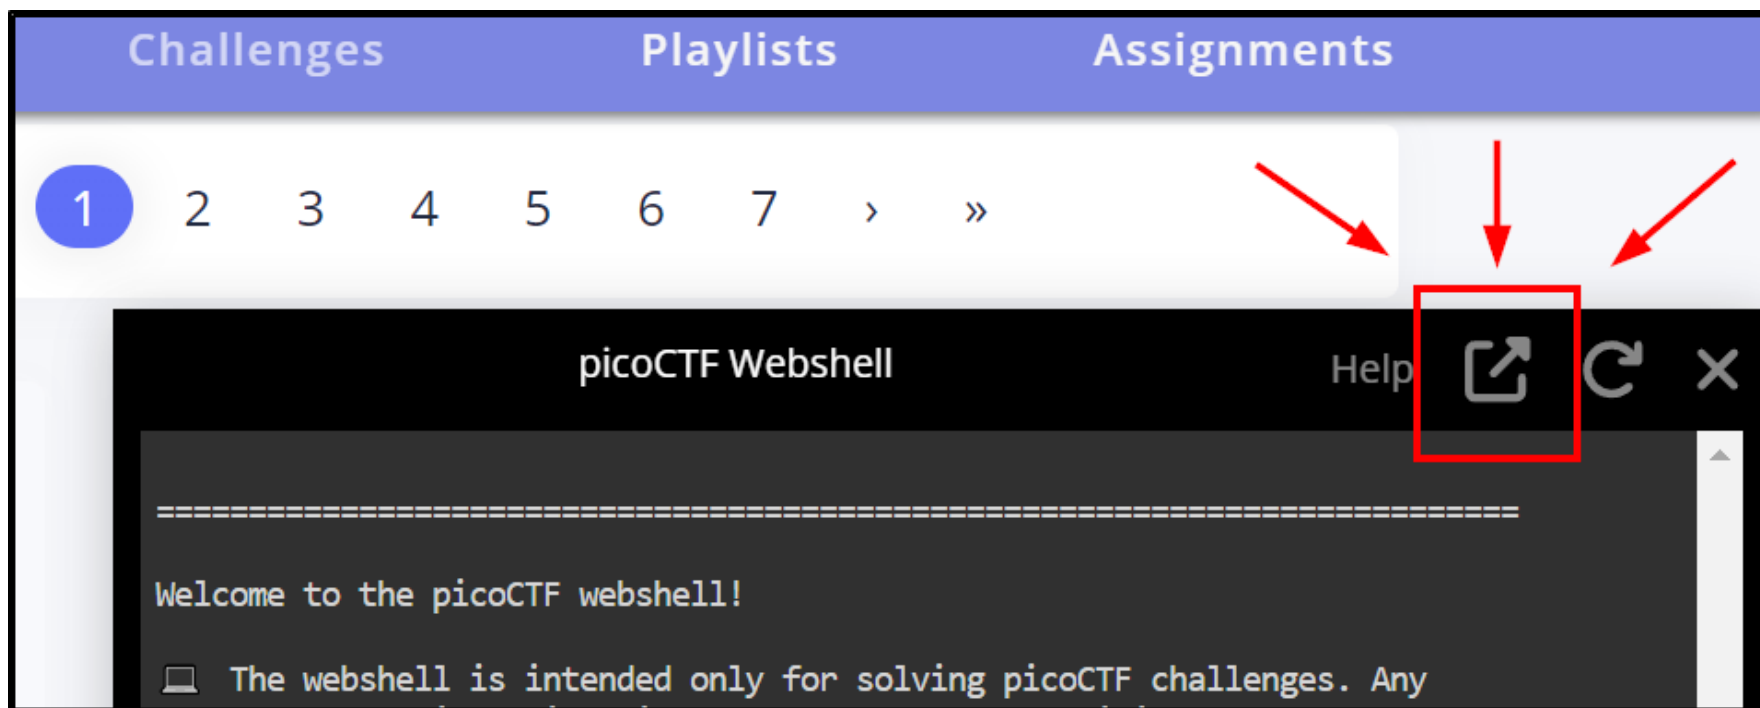 Challenges Playlists Assignments
1 2 3 4 5 6 7 › »
picoCTF Webshell Help
==========================================================================
Welcome to the picoCTF webshell!
💻 The webshell is intended only for solving picoCTF challenges. Any